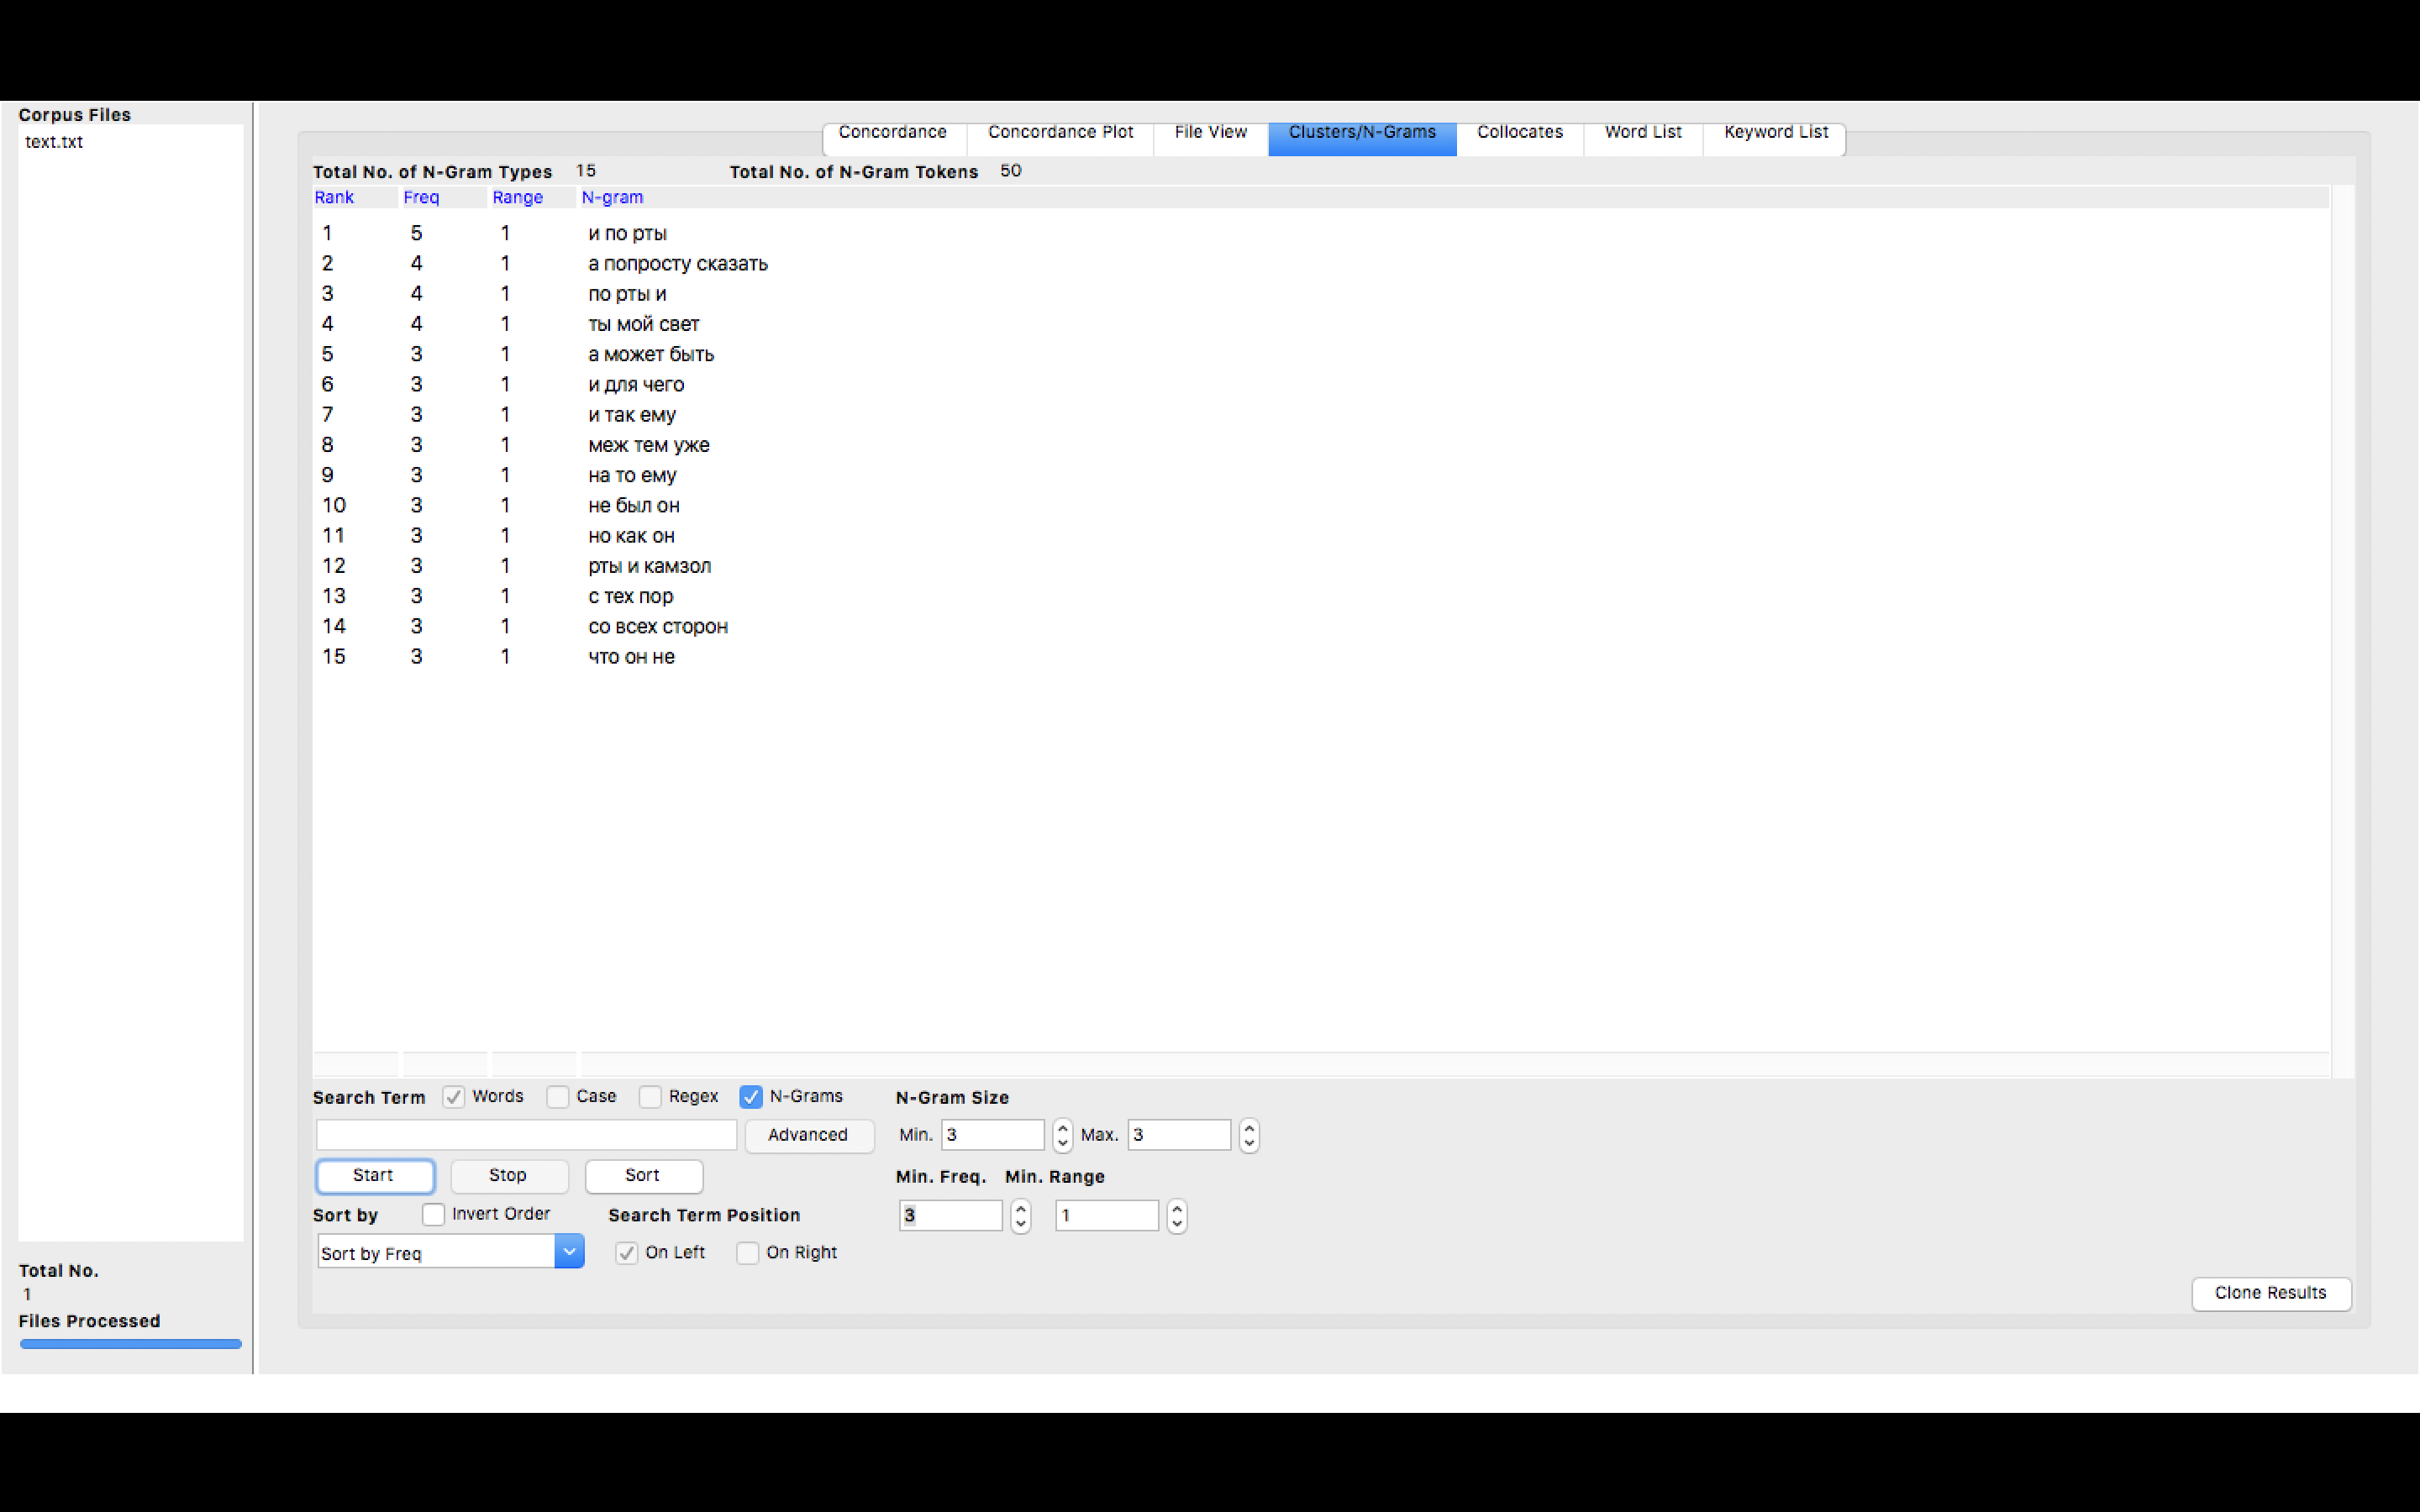 Corpus Files
text.txt
Concordance Concordance Plot File View Clusters/N-Grams Collocates Word List Keyword List
Total No. of N-Gram Types 15 Total No. of N-Gram Tokens 50
Rank Freq Range N-gram
1 5 1 и по рты
2 4 1 а попросту сказать
3 4 1 по рты и
4 4 1 ты мой свет
5 3 1 а может быть
6 3 1 и для чего
7 3 1 и так ему
8 3 1 меж тем уже
9 3 1 на то ему
10 3 1 не был он
11 3 1 но как он
12 3 1 рты и камзол
13 3 1 с тех пор
14 3 1 со всех сторон
15 3 1 что он не
Search Term Words Case Regex N-Grams N-Gram Size
Advanced Min. 3 Max. 3
Start Stop Sort Min. Freq. Min. Range
Sort by Invert Order Search Term Position 3 1
Sort by Freq On Left On Right
Total No.
1
Files Processed
Clone Results